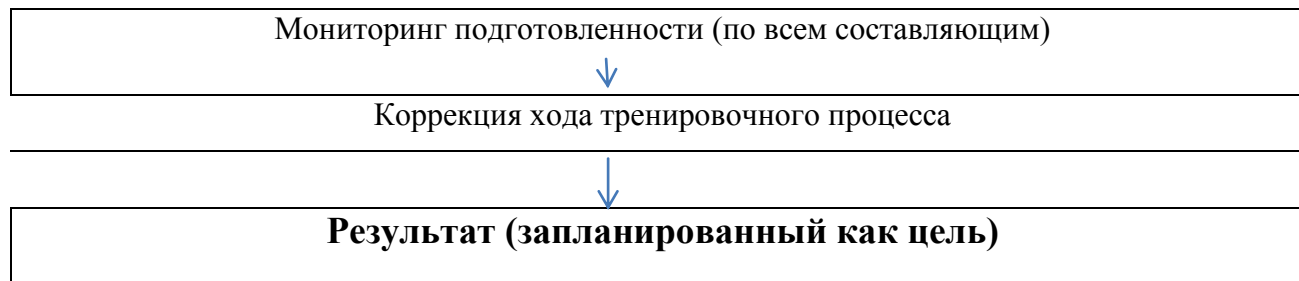 Мониторинг подготовленности (по всем составляющим)
Коррекция хода тренировочного процесса
Результат (запланированный как цель)